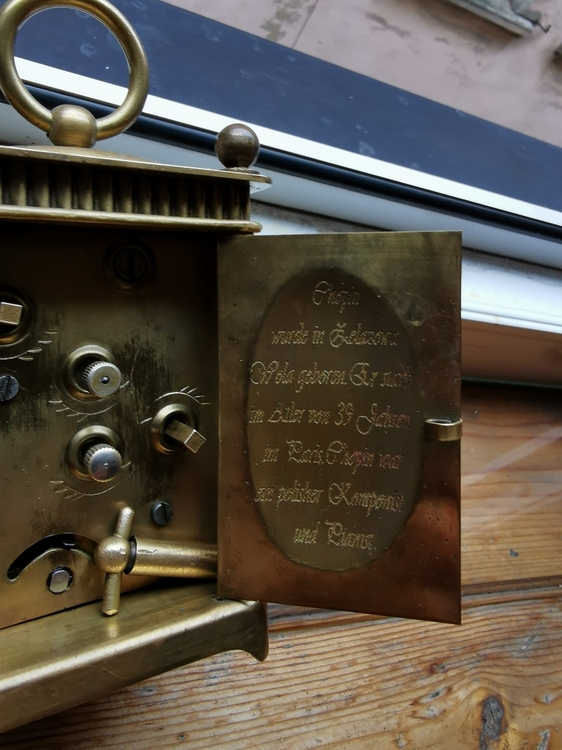 Chopin
wurde in Zelazowa
Wola geboren. Er starb
im Alter von 39 Jahren
in Paris. Chopin war
ein polisher Komponist
und Pianist